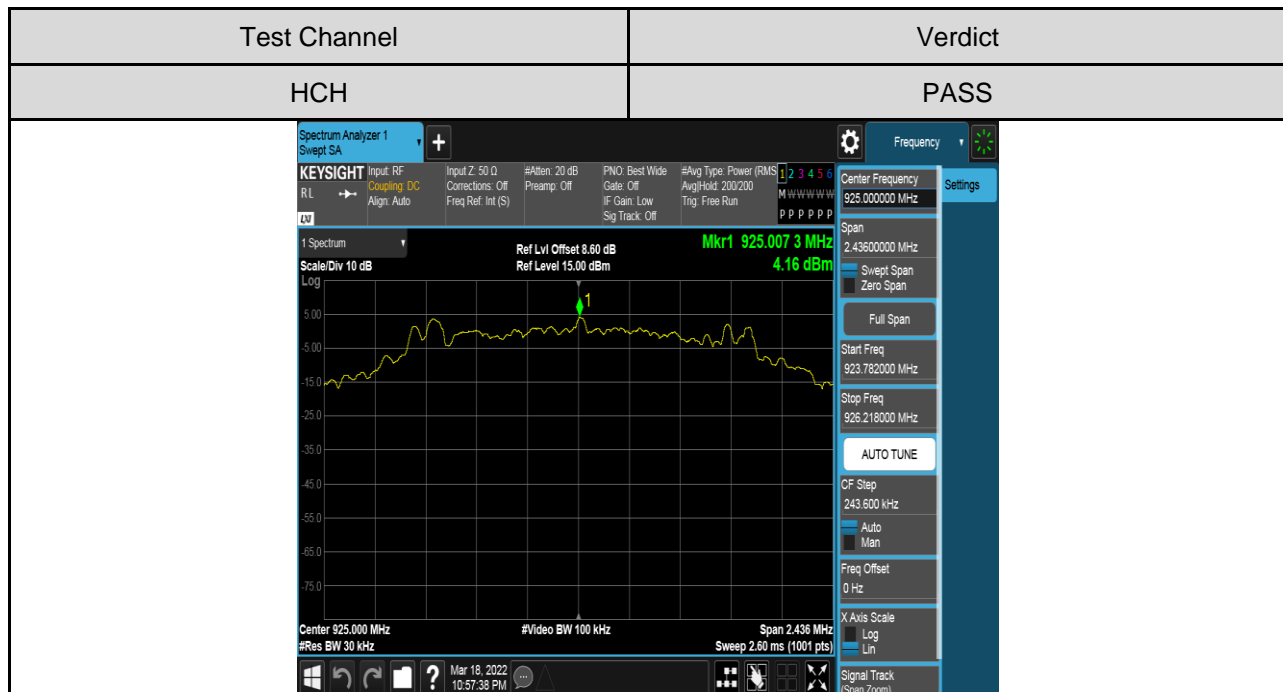 Test Channel
Verdict
HCH
PASS
Spectrum Analyzer 1
Swept SA
+
Frequency
KEYSIGHT
RL
LXI
Input: RF
Coupling: DC
Align: Auto
Input Z: 50 Ω
Corrections: Off
Freq Ref: Int (S)
#Atten: 20 dB
Preamp: Off
PNO: Best Wide
Gate: Off
IF Gain: Low
Sig Track: Off
#Avg Type: Power (RMS
Avg|Hold: 200/200
Trig: Free Run
1 2 3 4 5 6
M W W W W W
P P P P P P
1 Spectrum
Scale/Div 10 dB
Log
Ref Lvl Offset 8.60 dB
Ref Level 15.00 dBm
Mkr1 925.007 3 MHz
4.16 dBm
1
5.00
-5.00
-15.0
-25.0
-35.0
-45.0
-55.0
-65.0
-75.0
Center 925.000 MHz
#Res BW 30 kHz
#Video BW 100 kHz
Span 2.436 MHz
Sweep 2.60 ms (1001 pts)
Mar 18, 2022
10:57:38 PM
?
Center Frequency
925.000000 MHz
Settings
Span
2.43600000 MHz
Swept Span
Zero Span
Full Span
Start Freq
923.782000 MHz
Stop Freq
926.218000 MHz
AUTO TUNE
CF Step
243.600 kHz
Auto
Man
Freq Offset
0 Hz
X Axis Scale
Log
Lin
Signal Track
(Span Zoom)